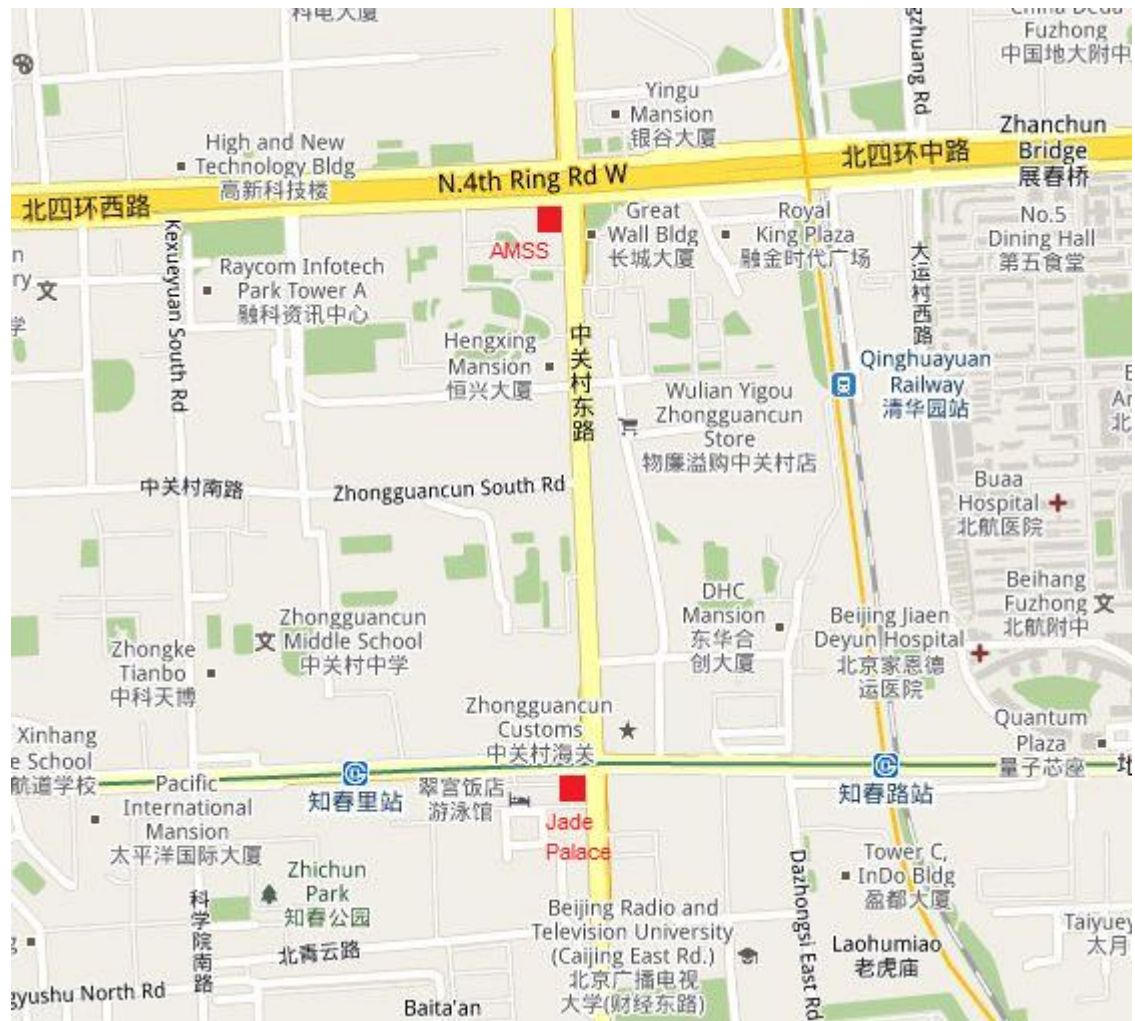 科电大厦
Fuzhong
中国地大附中
Yingu
Mansion
银谷大厦
High and New
Technology Bldg
高新科技楼
Zhanchun
Bridge
展春桥
北四环中路
N.4th Ring Rd W
北四环西路
Great
Wall Bldg
长城大厦
Royal
King Plaza
融金时代广场
No.5
Dining Hall
第五食堂
AMSS
Kexueyuan South Rd
Raycom Infotech
Park Tower A
融科资讯中心
大运村西路
Hengxing
Mansion
恒兴大厦
中关村东路
Qinghuayuan
Railway
清华园站
Wulian Yigou
Zhongguancun
Store
物廉溢购中关村店
中关村南路
Zhongguancun South Rd
Buaa
Hospital
北航医院
Zhongguancun
Middle School
中关村中学
DHC
Mansion
东华合
创大厦
Beijing Jiaen
Deyun Hospital
北京家恩德
运医院
Beihang
Fuzhong
北航附中
Zhongke
Tianbo
中科天博
Zhongguancun
Customs
中关村海关
Quantum
Plaza
量子芯座
地
Xinhang
e School
航道学校
知春里站
翠宫饭店
游泳馆
知春路站
Pacific
International
Mansion
太平洋国际大厦
Jade
Palace
Zhichun
Park
知春公园
Tower C,
InDo Bldg
盈都大厦
Dazhongsi East Rd
科学院南路
Beijing Radio and
Television University
(Caijing East Rd.)
北京广播电视
大学(财经东路)
Laohumiao
老虎庙
Taiyuey
太月
北青云路
gyushu North Rd
Baita'an